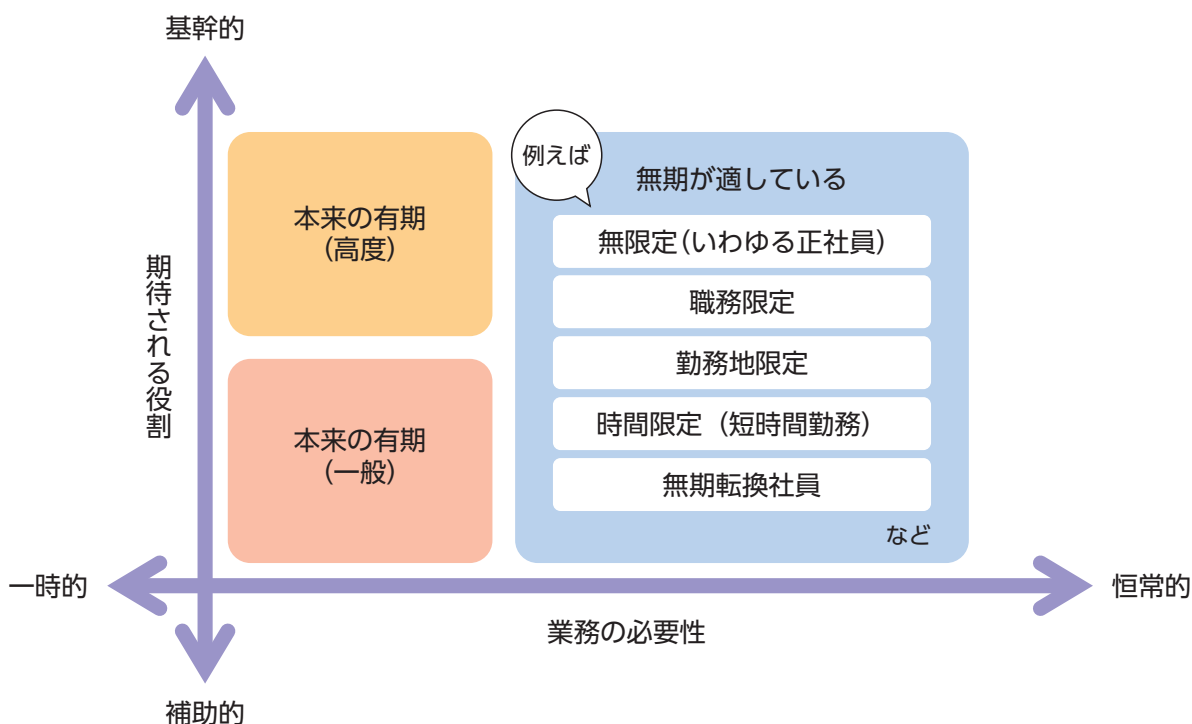 基幹的
例えば
無期が適している
本来の有期
(高度)
無限定(いわゆる正社員)
職務限定
期待される役割
勤務地限定
時間限定（短時間勤務）
本来の有期
(一般)
無期転換社員
など
一時的
恒常的
業務の必要性
補助的